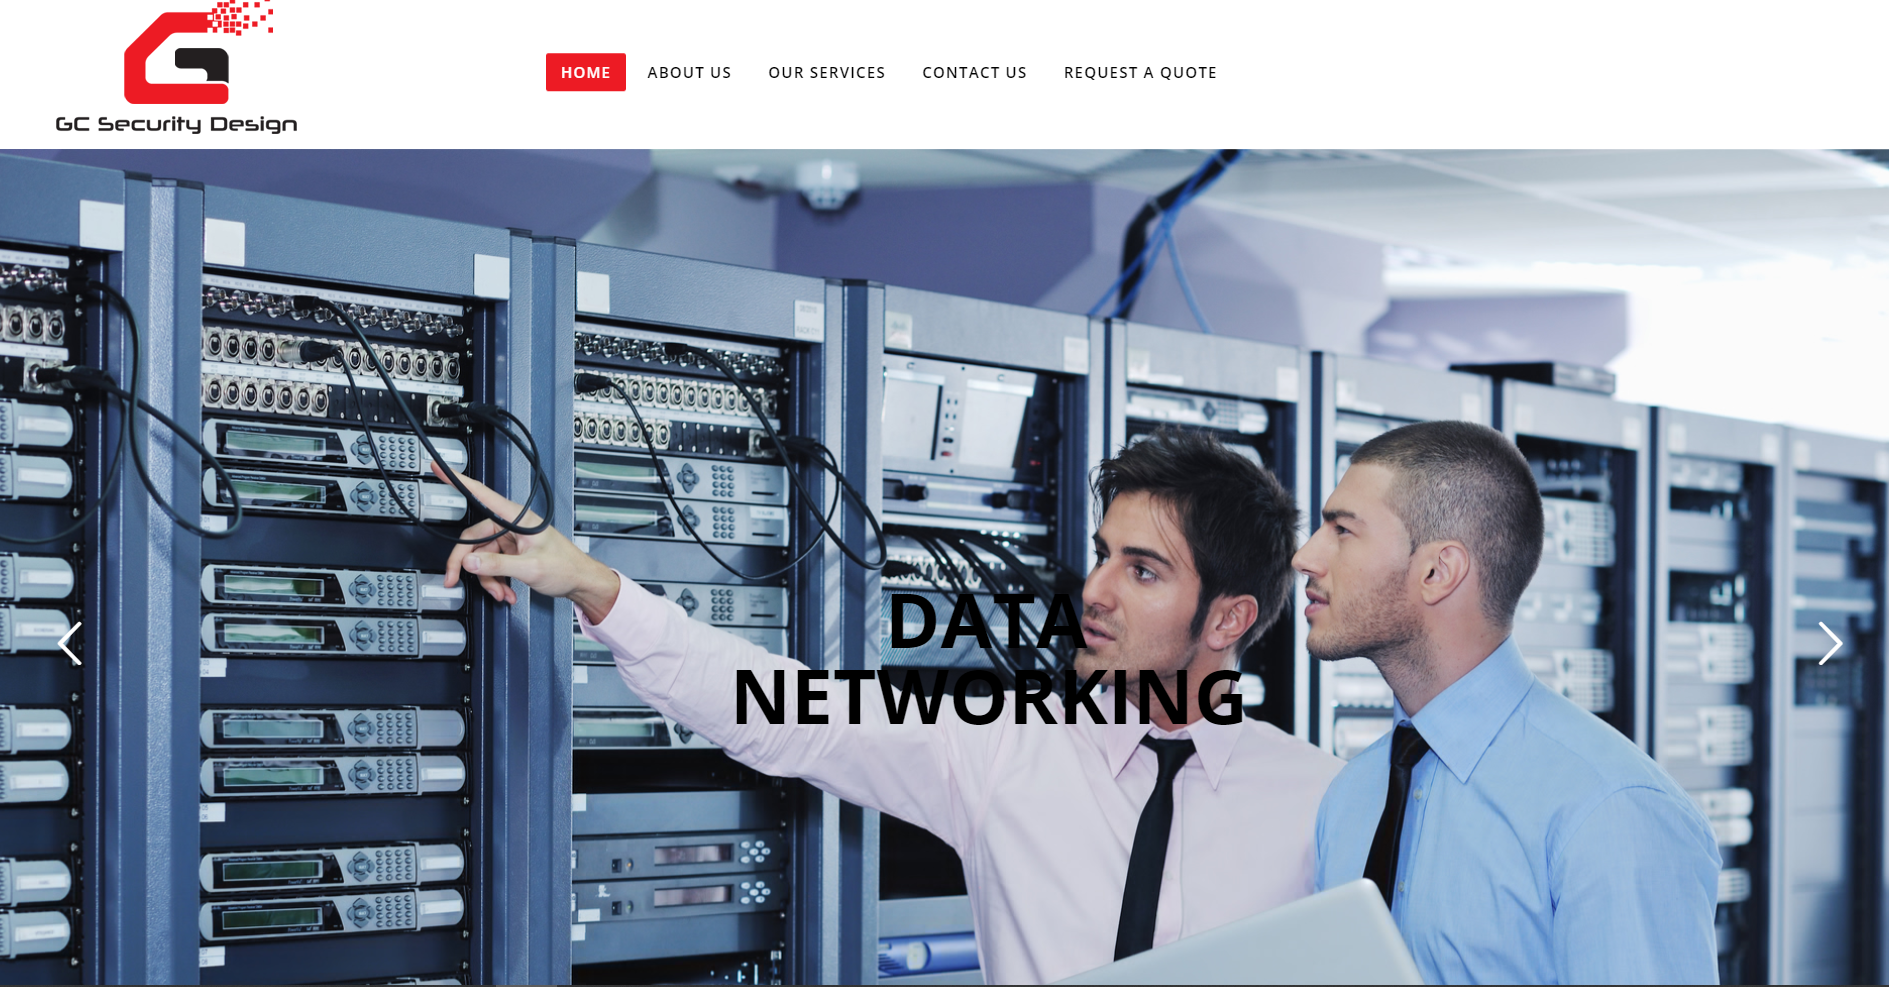 GC Security Design
HOME
ABOUT US
OUR SERVICES
CONTACT US
REQUEST A QUOTE
DATA
NETWORKING